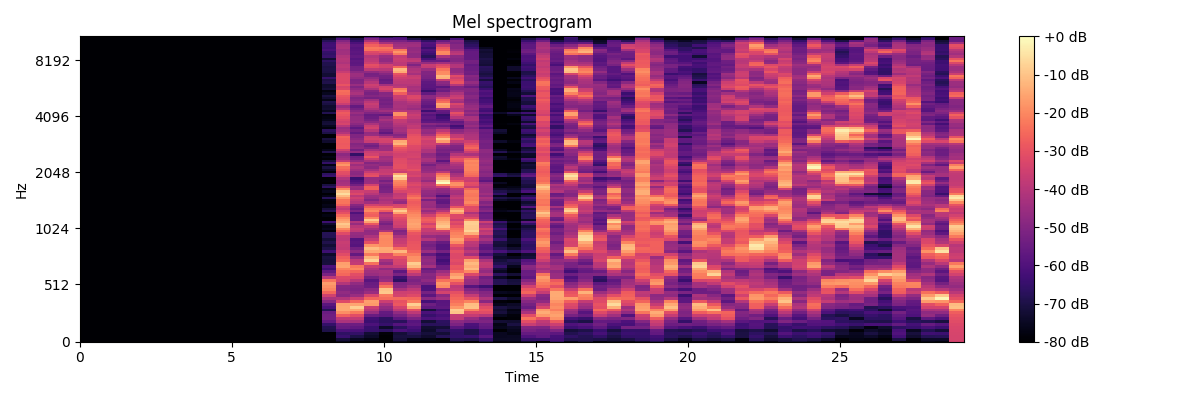 Mel spectrogram
Hz
8192
4096
2048
1024
512
0
0 5 10 15 20 25
Time
+0 dB
-10 dB
-20 dB
-30 dB
-40 dB
-50 dB
-60 dB
-70 dB
-80 dB